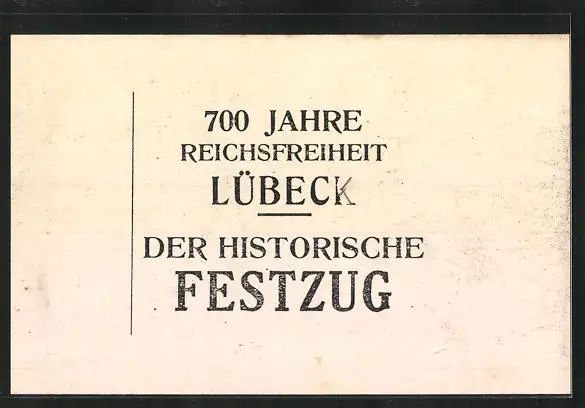 700 JAHRE
REICHSFREIHEIT
LÜBECK
DER HISTORISCHE
FESTZUG